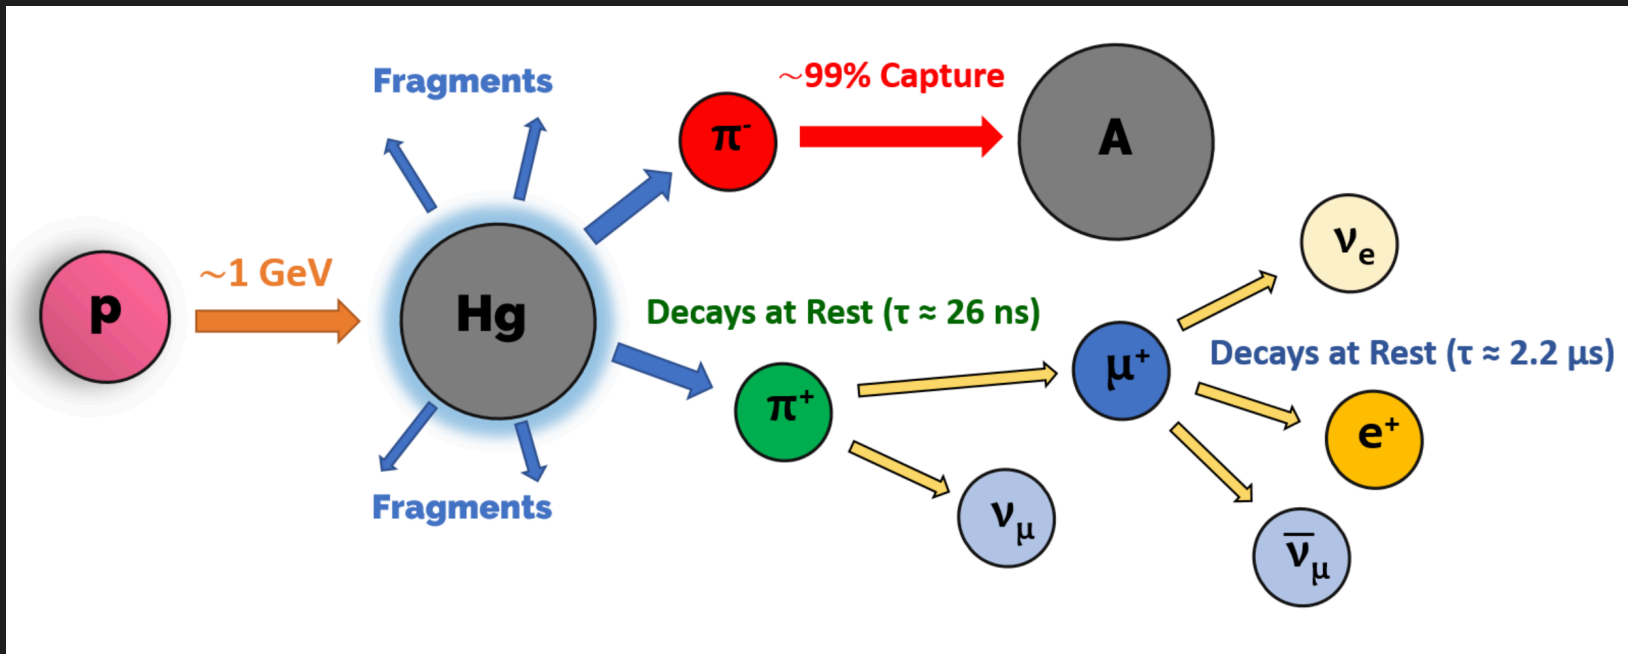 Fragments
~99% Capture
π⁻
A
νₑ
~1 GeV
p
Hg
Decays at Rest (τ ≈ 26 ns)
μ⁺
Decays at Rest (τ ≈ 2.2 μs)
π⁺
e⁺
Fragments
ν_μ
ν̅_μ